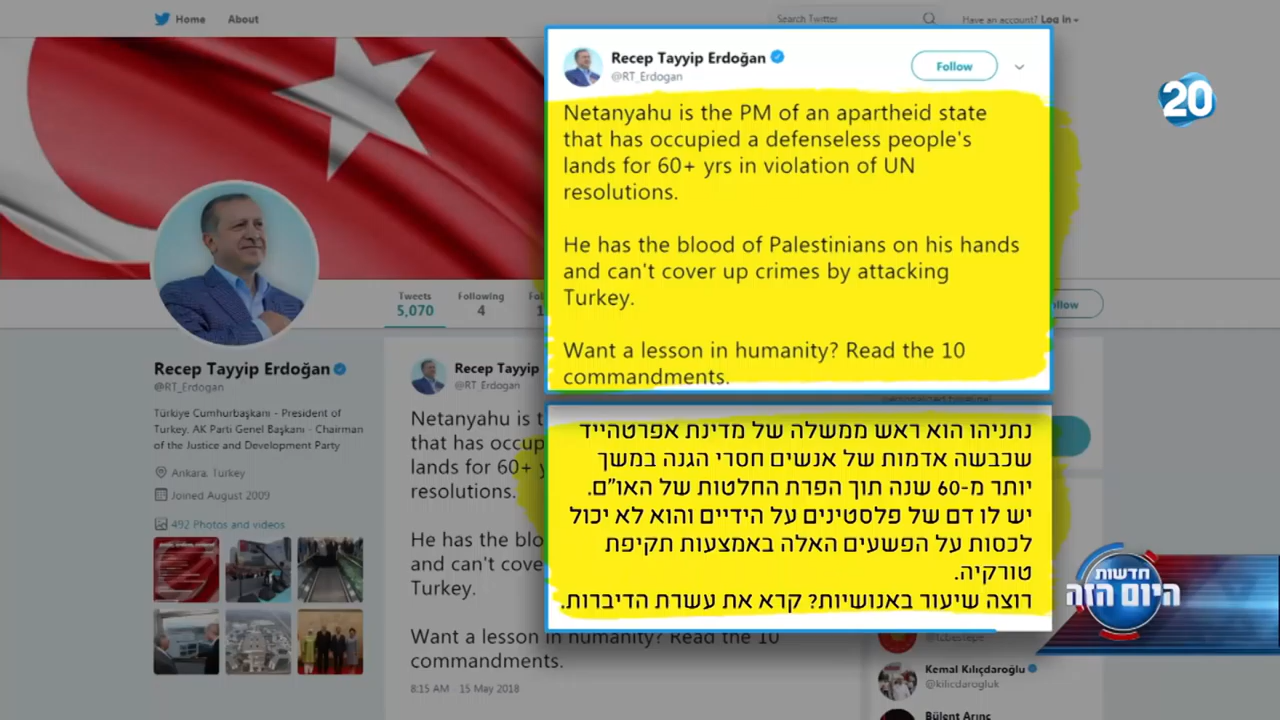 Home About Search Twitter Have an account? Log in
20
Recep Tayyip Erdoğan
@RT_Erdogan
Follow
Netanyahu is the PM of an apartheid state
that has occupied a defenseless people's
lands for 60+ yrs in violation of UN
resolutions.
He has the blood of Palestinians on his hands
and can't cover up crimes by attacking
Turkey.
Want a lesson in humanity? Read the 10
commandments.
נתניהו הוא ראש ממשלה של מדינת אפרטהייד
שכבשה אדמות של אנשים חסרי הגנה במשך
יותר מ-60 שנה תוך הפרת החלטות של האו"ם.
יש לו דם של פלסטינים על הידיים והוא לא יכול
לכסות על הפשעים האלה באמצעות תקיפת
טורקיה.
רוצה שיעור באנושיות? קרא את עשרת הדיברות.
Tweets Following
5,070 4
Recep Tayyip Erdoğan
@RT_Erdogan
Türkiye Cumhurbaşkanı - President of
Turkey, AK Parti Genel Başkanı - Chairman
of the Justice and Development Party
Ankara, Turkey
Joined August 2009
492 Photos and videos
Recep Tayyip
@RT_Erdogan
Netanyahu is t
that has occup
lands for 60+ y
resolutions.
He has the blo
and can't cove
Turkey.
Want a lesson in humanity? Read the 10
commandments.
8:15 AM - 15 May 2018
חדשות
היום הזה
@tcbestepe
Kemal Kılıçdaroğlu
@kilicdarogluk
Bülent Arınç